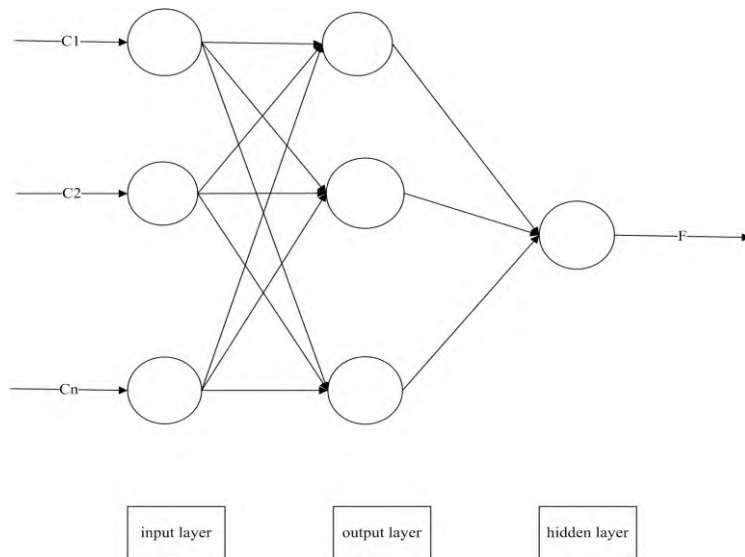 C1
C2
F
Cn
input layer
output layer
hidden layer